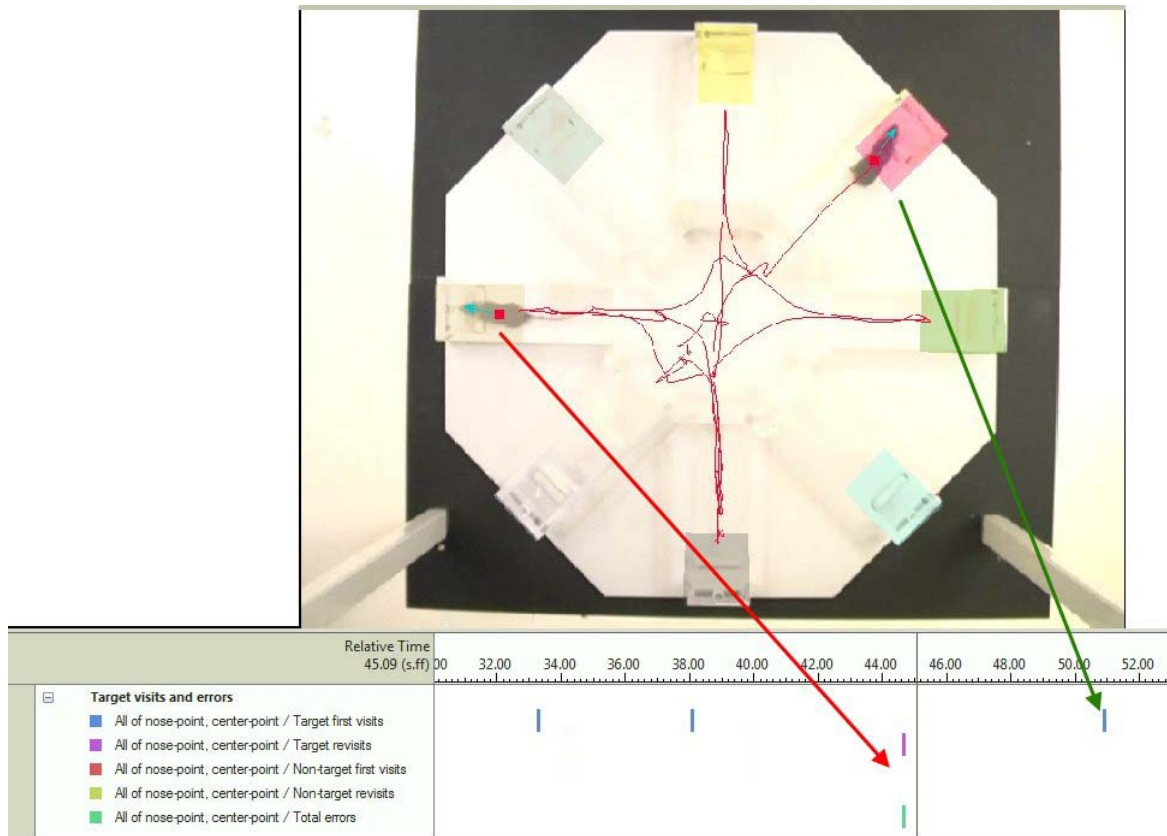 Relative Time
45.09 (s.ff) 00 32.00 34.00 36.00 38.00 40.00 42.00 44.00 46.00 48.00 50.00 52.00
Target visits and errors
All of nose-point, center-point / Target first visits
All of nose-point, center-point / Target revisits
All of nose-point, center-point / Non-target first visits
All of nose-point, center-point / Non-target revisits
All of nose-point, center-point / Total errors